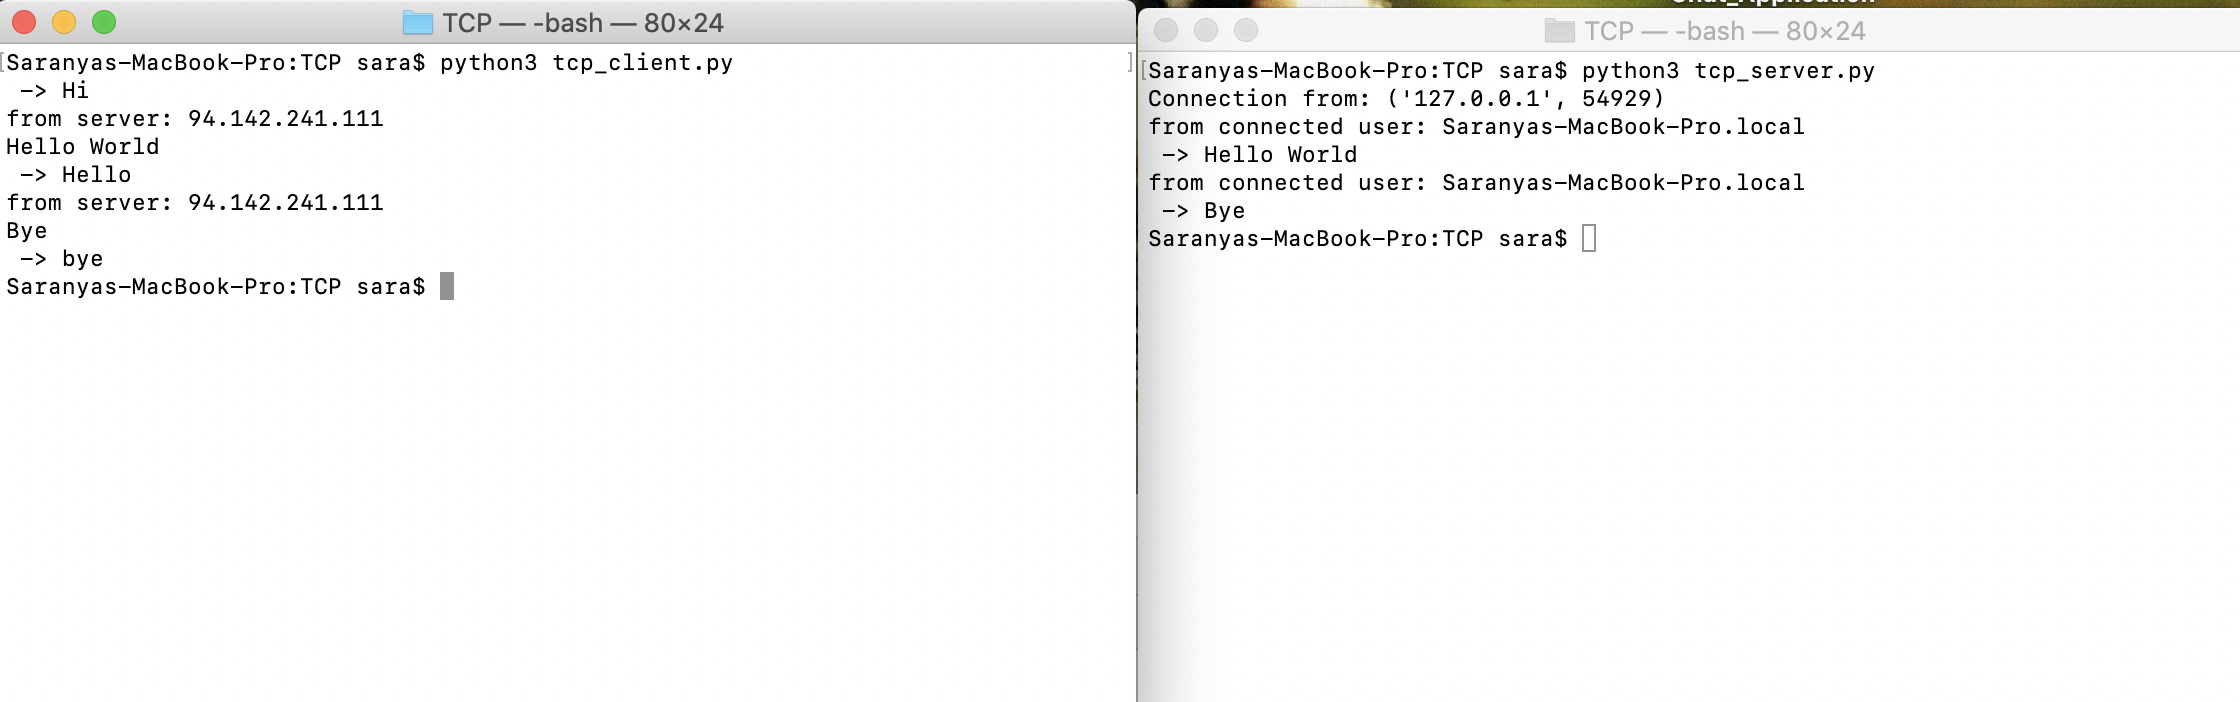 TCP — -bash — 80×24
[Saranyas-MacBook-Pro:TCP sara$ python3 tcp_client.py ]
-> Hi
from server: 94.142.241.111
Hello World
-> Hello
from server: 94.142.241.111
Bye
-> bye
Saranyas-MacBook-Pro:TCP sara$
Chat_Application
TCP — -bash — 80×24
[Saranyas-MacBook-Pro:TCP sara$ python3 tcp_server.py
Connection from: ('127.0.0.1', 54929)
from connected user: Saranyas-MacBook-Pro.local
-> Hello World
from connected user: Saranyas-MacBook-Pro.local
-> Bye
Saranyas-MacBook-Pro:TCP sara$